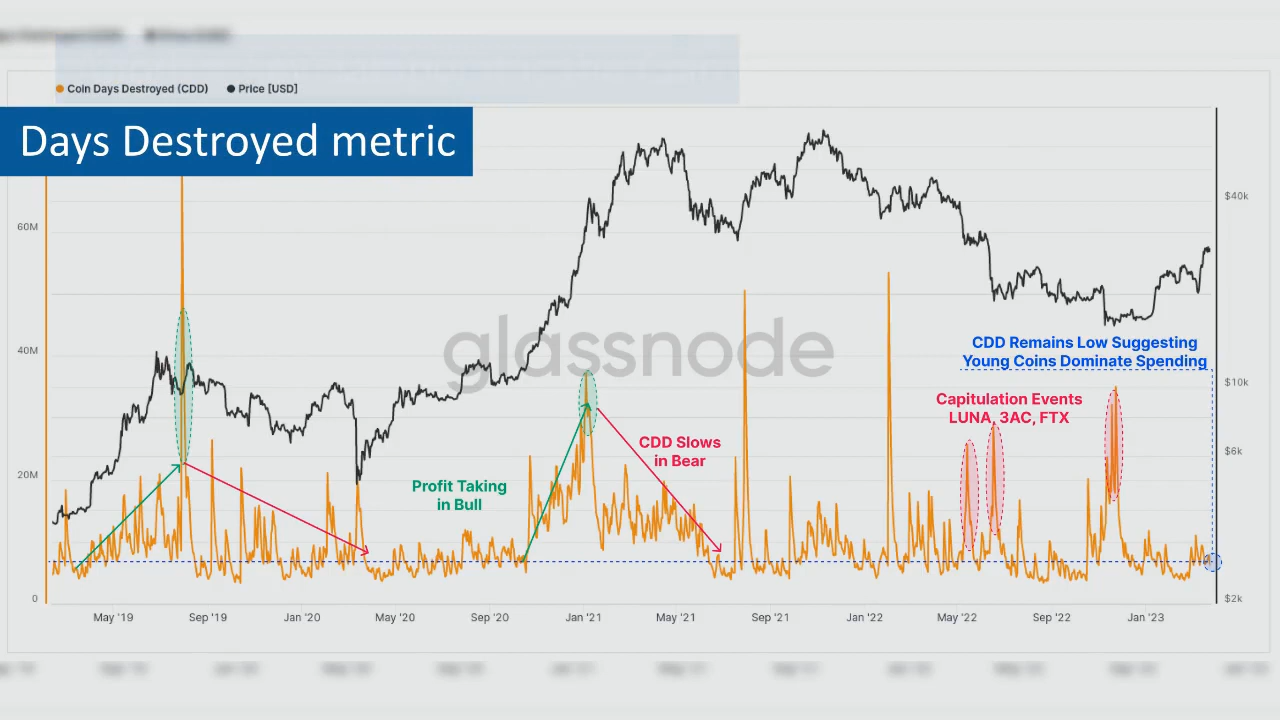 Coin Days Destroyed (CDD) Price [USD]
Days Destroyed metric
60M
40M
20M
0
$40k
$10k
$6k
$2k
glassnode
CDD Remains Low Suggesting
Young Coins Dominate Spending
Capitulation Events
LUNA, 3AC, FTX
CDD Slows
in Bear
Profit Taking
in Bull
May '19 Sep '19 Jan '20 May '20 Sep '20 Jan '21 May '21 Sep '21 Jan '22 May '22 Sep '22 Jan '23